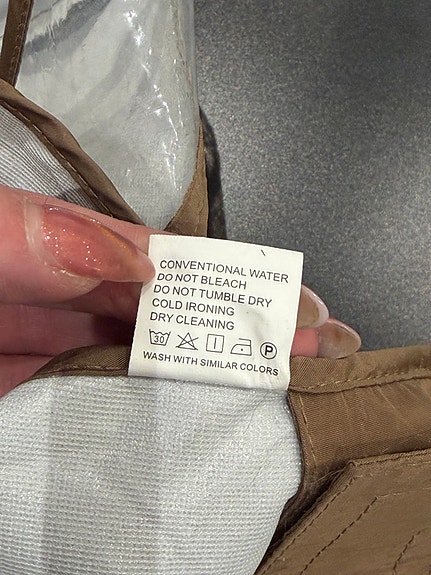 CONVENTIONAL WATER
DO NOT BLEACH
DO NOT TUMBLE DRY
COLD IRONING
DRY CLEANING
30 P
WASH WITH SIMILAR COLORS